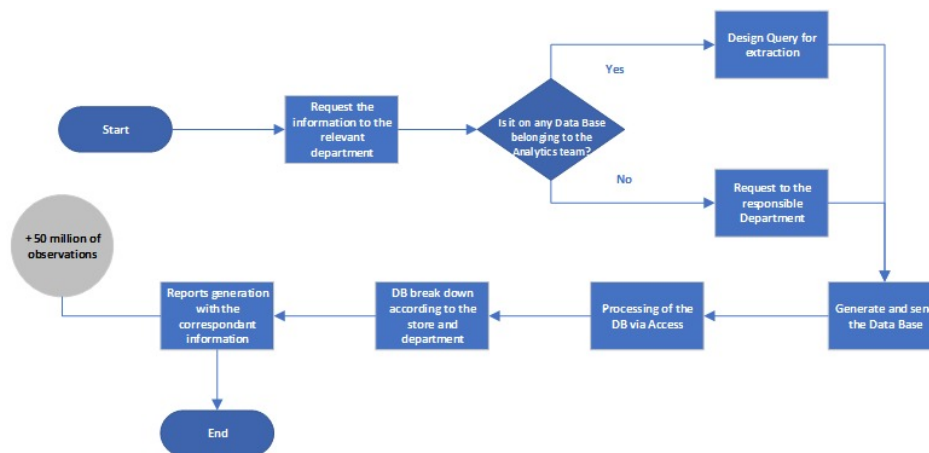 Design Query for
extraction
Yes
Start
Request the
information to the
relevant
department
Is it on any Data Base
belonging to the
Analytics team?
No
Request to the
responsible
Department
+ 50 million of
observations
Reports generation
with the
correspondant
information
DB break down
according to the
store and
department
Processing of the
DB via Access
Generate and sen
the Data Base
End